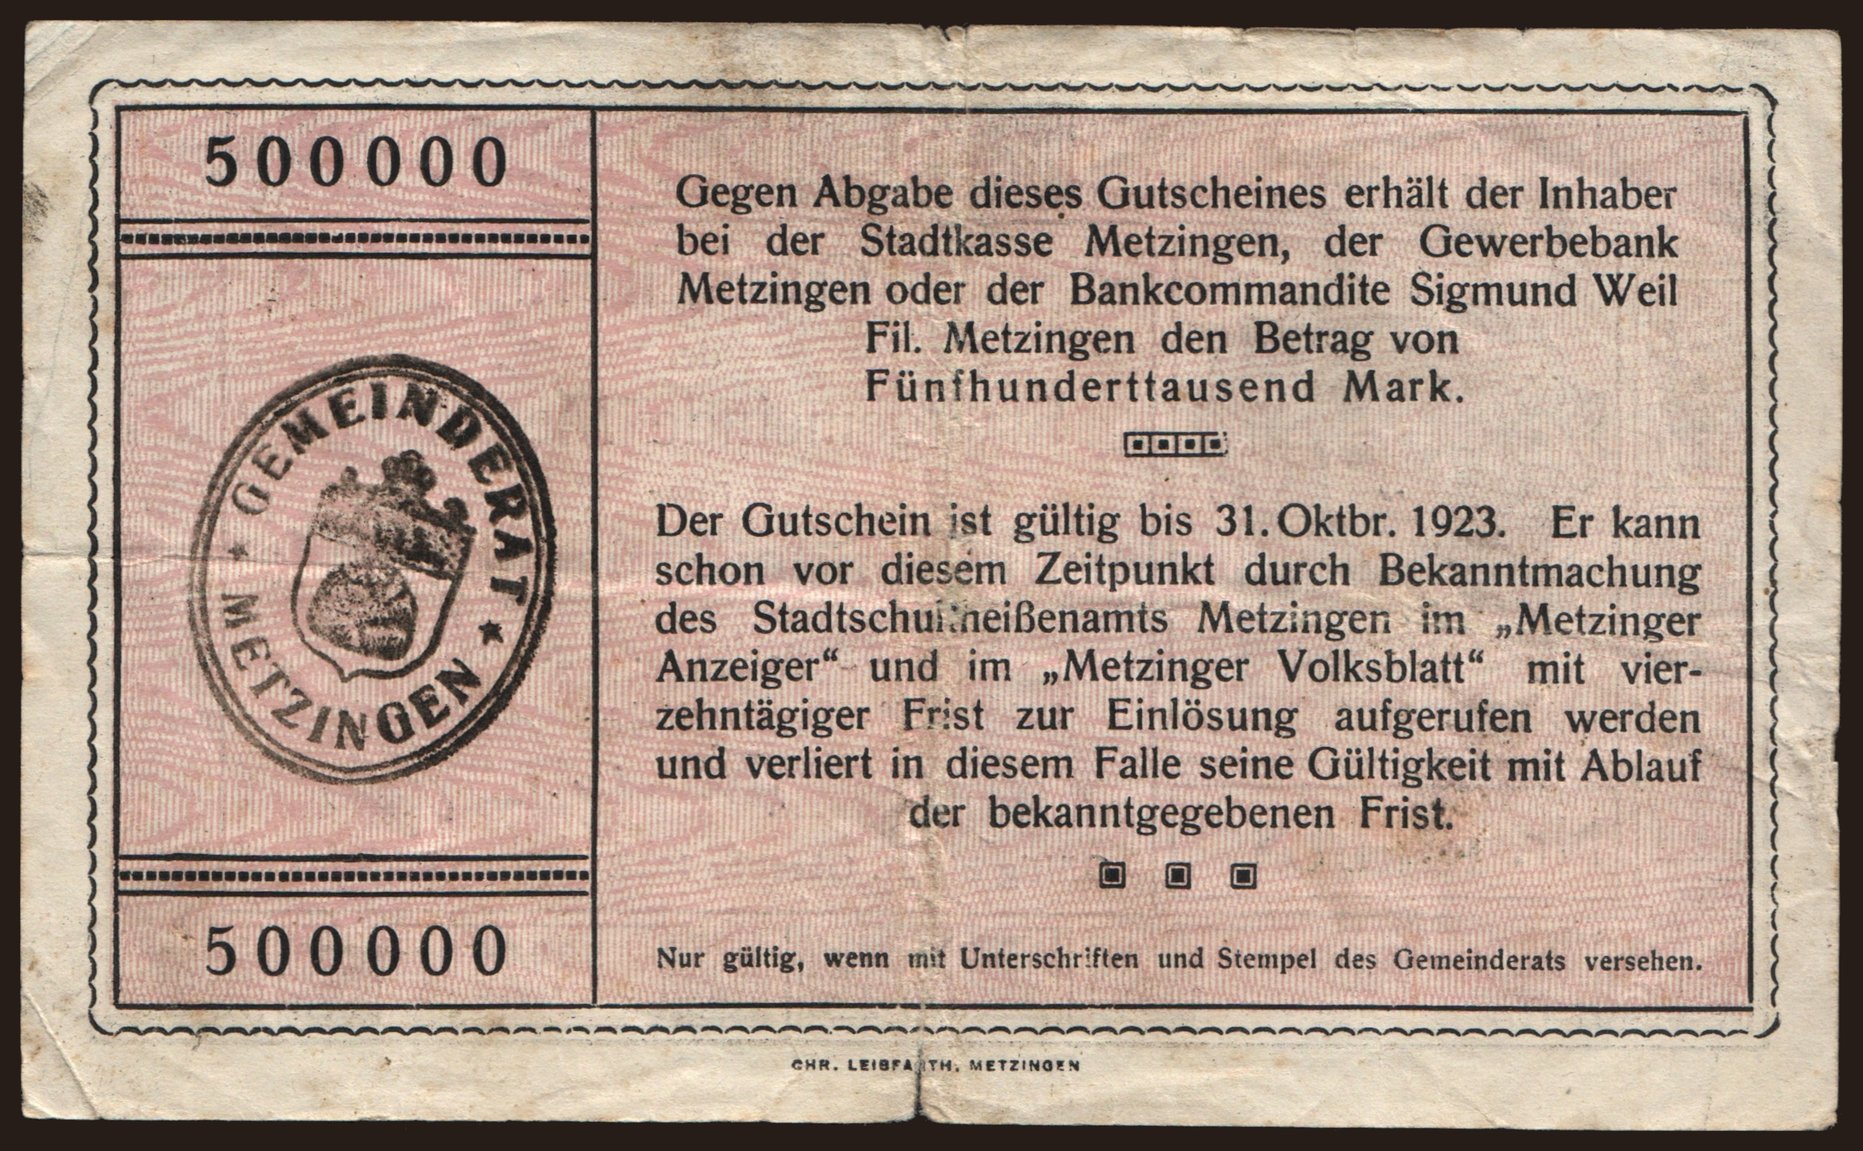 500000
Gegen Abgabe dieses Gutscheines erhält der Inhaber
bei der Stadtkasse Metzingen, der Gewerbebank
Metzingen oder der Bankcommandite Sigmund Weil
Fil. Metzingen den Betrag von
Fünfhunderttausend Mark.
GEMEINDERAT
METZINGEN
Der Gutschein ist gültig bis 31. Oktbr. 1923. Er kann
schon vor diesem Zeitpunkt durch Bekanntmachung
des Stadtschultheißenamts Metzingen im „Metzinger
Anzeiger“ und im „Metzinger Volksblatt“ mit vier-
zehntägiger Frist zur Einlösung aufgerufen werden
und verliert in diesem Falle seine Gültigkeit mit Ablauf
der bekanntgegebenen Frist.
500000
Nur gültig, wenn mit Unterschriften und Stempel des Gemeinderats versehen.
CHR. LEIBFARTH, METZINGEN